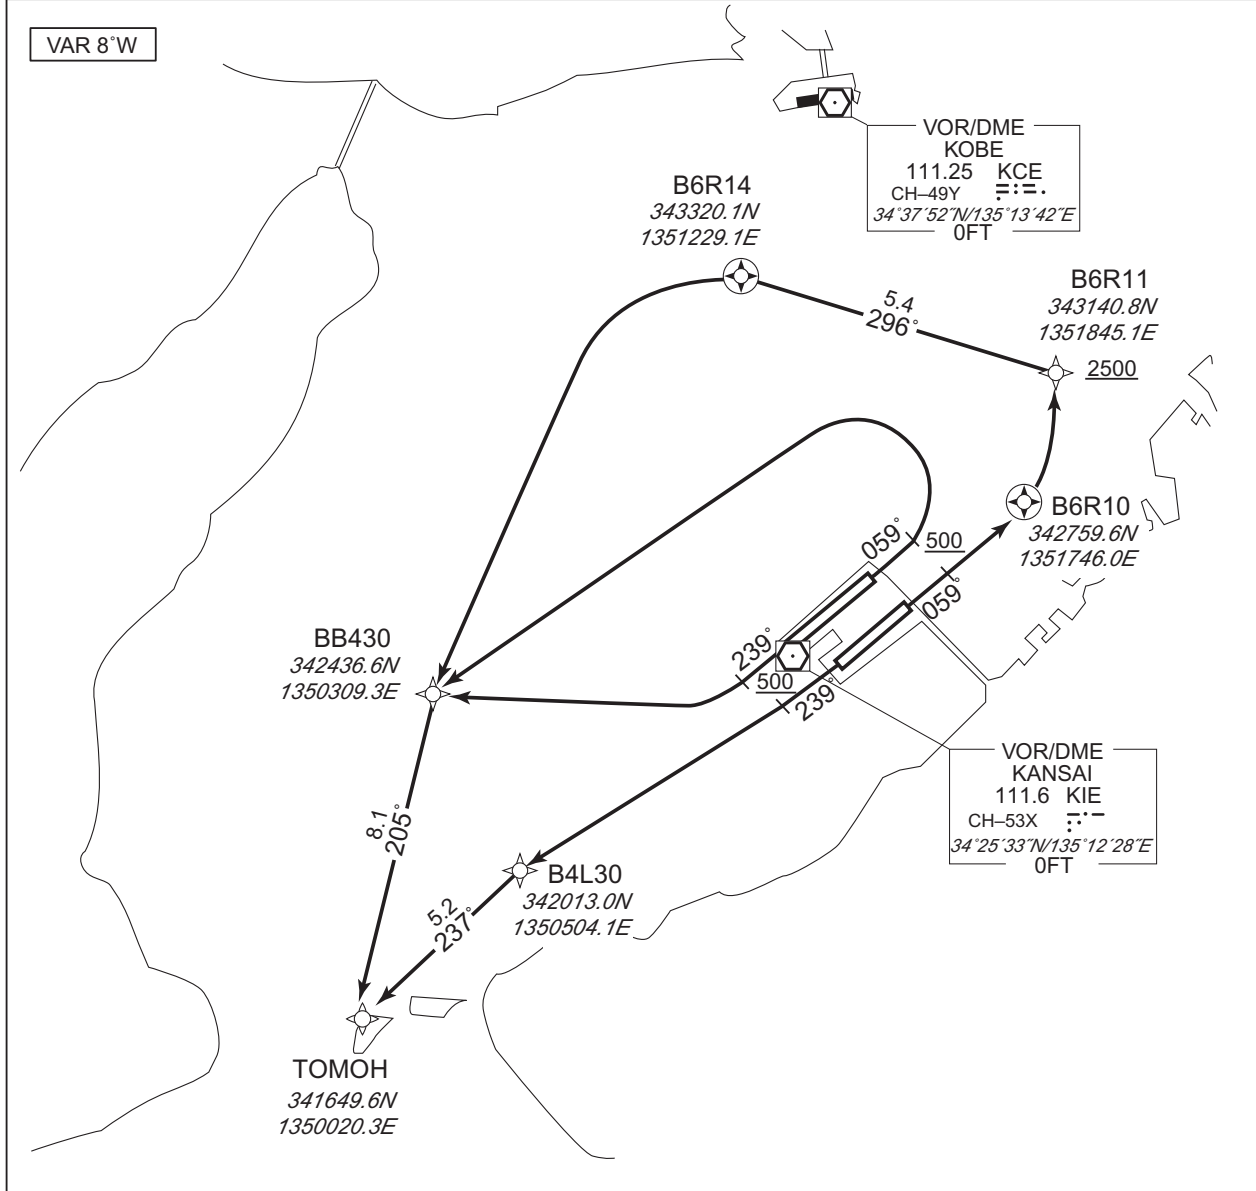 VAR 8˚W
VOR/DME
KOBE
111.25 KCE
CH–49Y
34˚37´52˝N/135˚13´42˝E
0FT
B6R14
343320.1N
1351229.1E
B6R11
343140.8N
1351845.1E
2500
5.4
296˚
B6R10
342759.6N
1351746.0E
059˚
500
059˚
BB430
342436.6N
1350309.3E
239˚
500
239˚
VOR/DME
KANSAI
111.6 KIE
CH–53X
34˚25´33˝N/135˚12´28˝E
0FT
8.1
205˚
B4L30
342013.0N
1350504.1E
5.2
237˚
TOMOH
341649.6N
1350020.3E